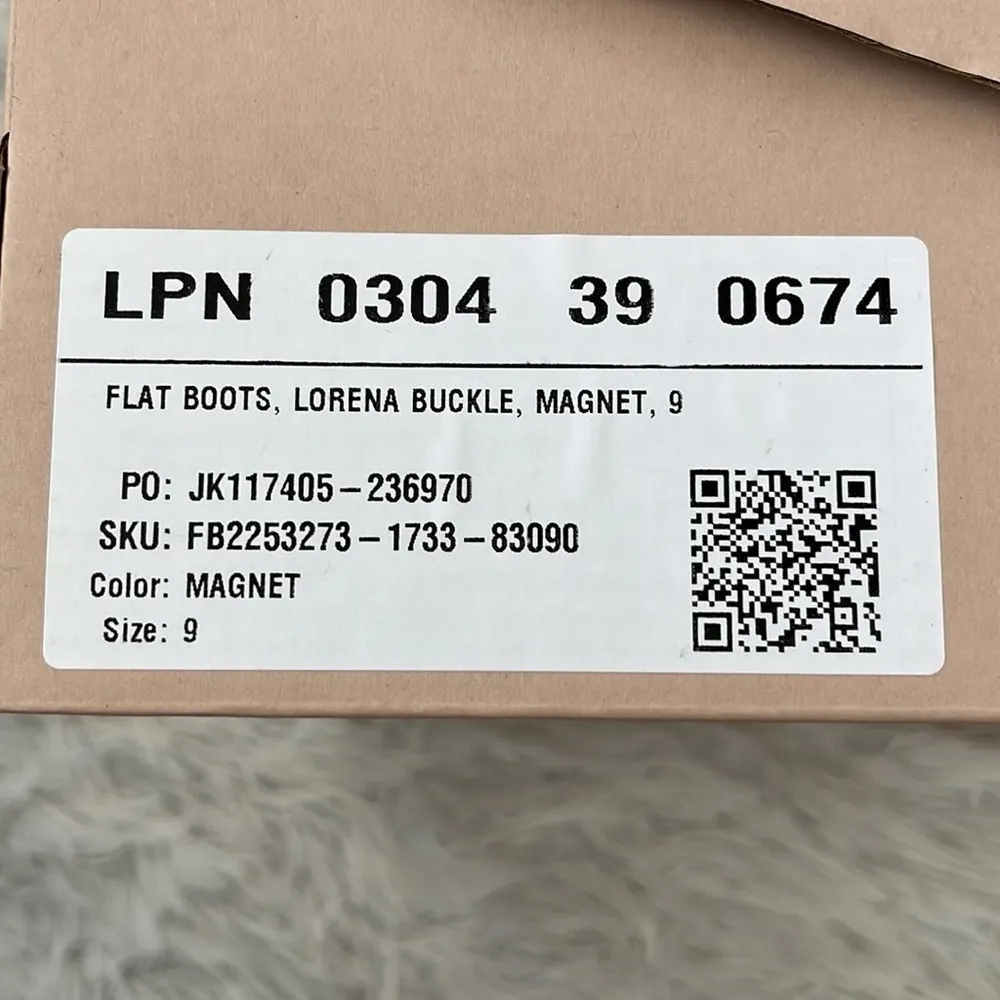 LPN 0304 39 0674
FLAT BOOTS, LORENA BUCKLE, MAGNET, 9
PO: JK117405-236970
SKU: FB2253273-1733-83090
Color: MAGNET
Size: 9